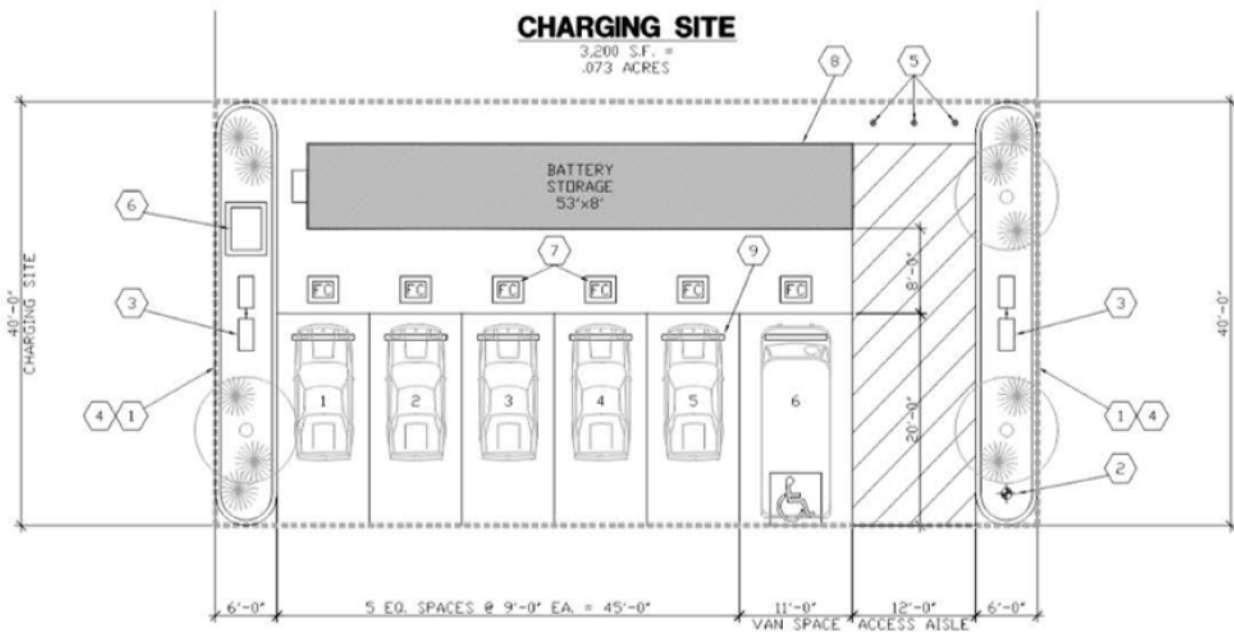 CHARGING SITE
3,200 S.F. =
.073 ACRES
8
5
BATTERY
STORAGE
53'x8'
6
7
9
FC FC FC FC FC FC
40'-0"
CHARGING SITE
8'-0"
40'-0"
3
3
1 2 3 4 5 6
4 1
1 4
20'-0"
2
6'-0" 5 EQ. SPACES @ 9'-0" EA. = 45'-0" 11'-0" 12'-0" 6'-0"
VAN SPACE ACCESS AISLE